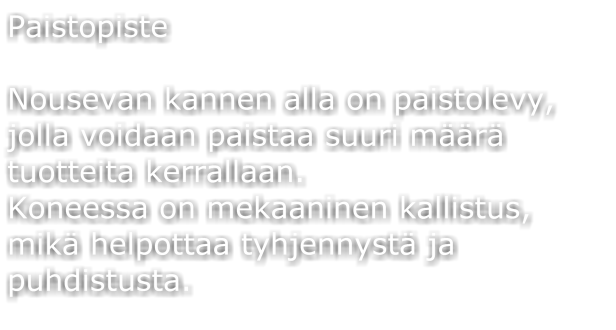 Paistopiste

Nousevan kannen alla on paistolevy,
jolla voidaan paistaa suuri määrä
tuotteita kerrallaan.
Koneessa on mekaaninen kallistus,
mikä helpottaa tyhjennystä ja
puhdistusta.